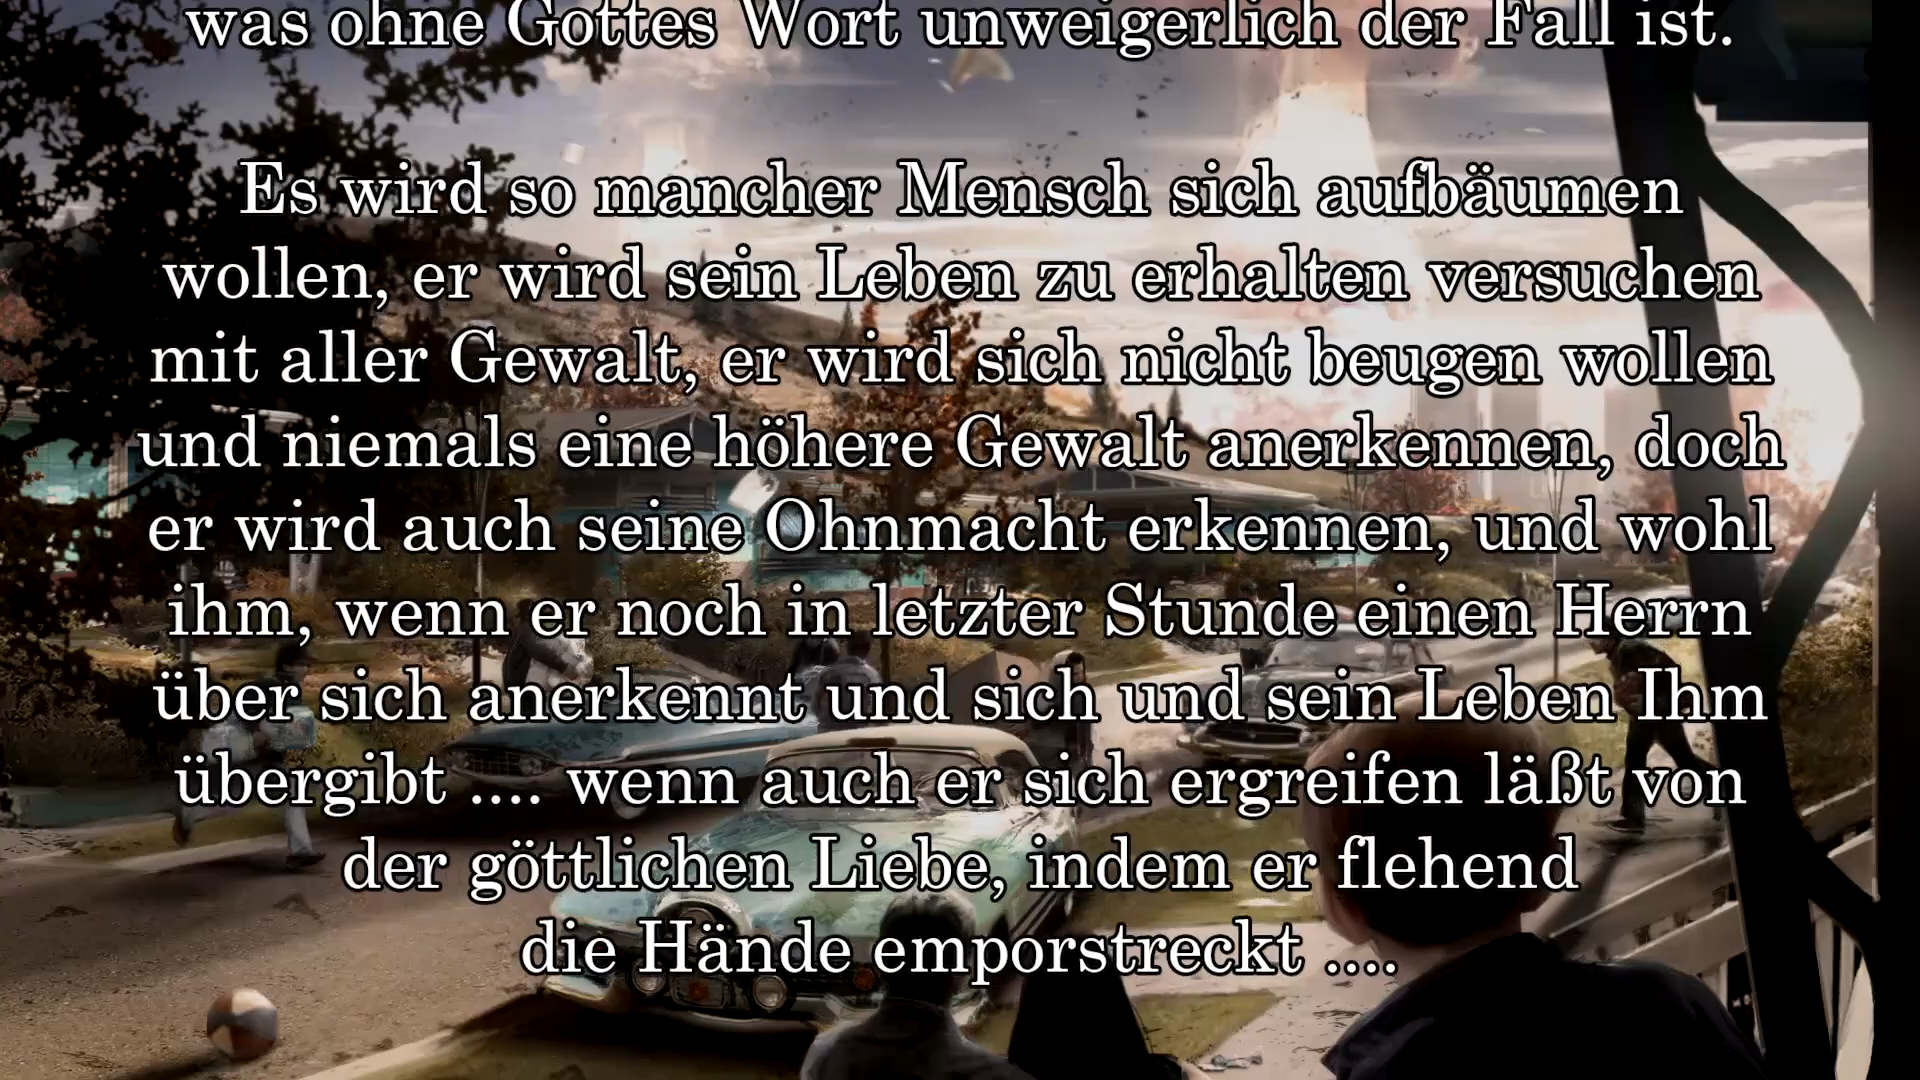 was ohne Gottes Wort unweigerlich der Fall ist.
Es wird so mancher Mensch sich aufbäumen
wollen, er wird sein Leben zu erhalten versuchen
mit aller Gewalt, er wird sich nicht beugen wollen
und niemals eine höhere Gewalt anerkennen, doch
er wird auch seine Ohnmacht erkennen, und wohl
ihm, wenn er noch in letzter Stunde einen Herrn
über sich anerkennt und sich und sein Leben Ihm
übergibt .... wenn auch er sich ergreifen läßt von
der göttlichen Liebe, indem er flehend
die Hände emporstreckt ....